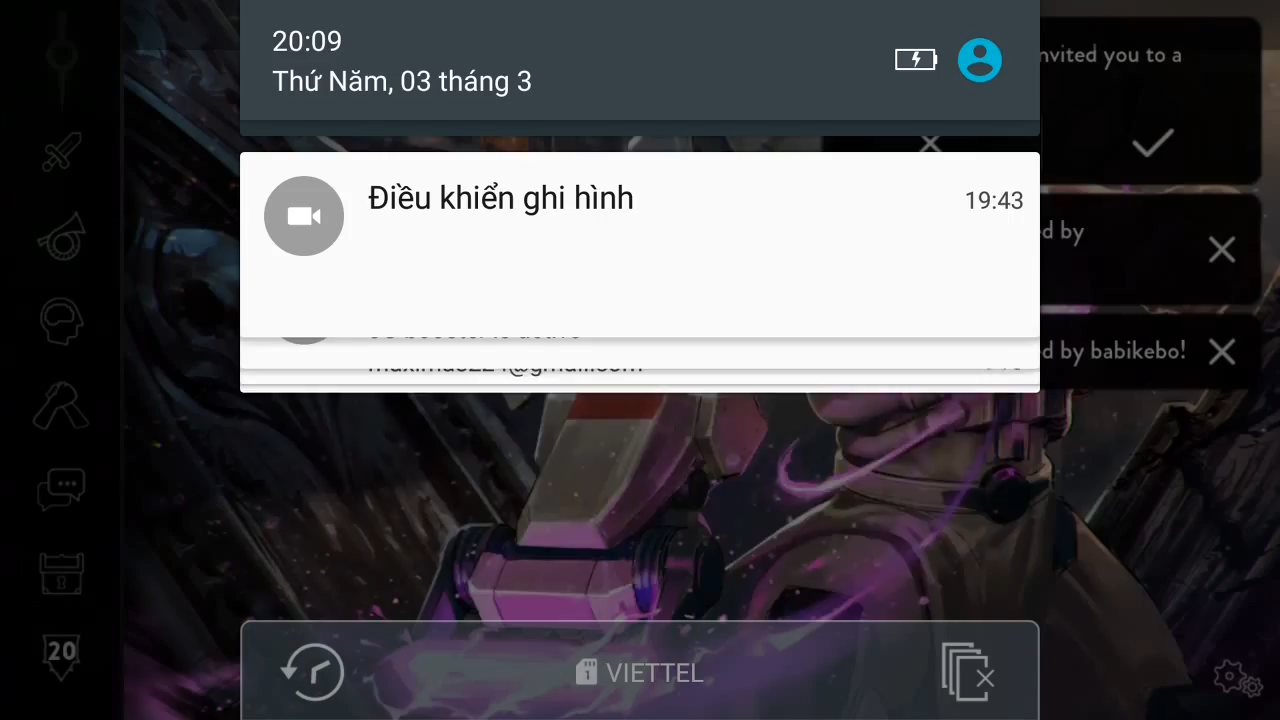 20:09
Thứ Năm, 03 tháng 3
nvited you to a
Điều khiển ghi hình
19:43
d by
d by babikebo!
20
1 VIETTEL